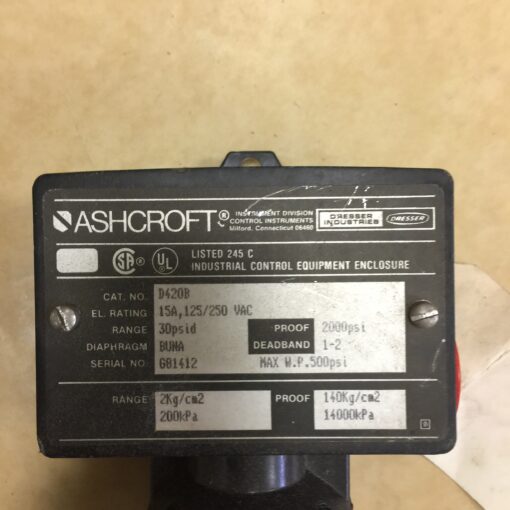 ASHCROFT®
INSTRUMENT DIVISION
CONTROL INSTRUMENTS
Milford, Connecticut 06460
DRESSER INDUSTRIES
DRESSER
SA ®
UL ®
LISTED 245 C
INDUSTRIAL CONTROL EQUIPMENT ENCLOSURE
CAT. NO. D420B
EL. RATING 15A,125/250 VAC
RANGE 30psid PROOF 2000psi
DIAPHRAGM BUNA DEADBAND 1-2
SERIAL NO. GB1412 MAX W.P.500psi
RANGE 2Kg/cm2 PROOF 140Kg/cm2
200kPa 14000kPa